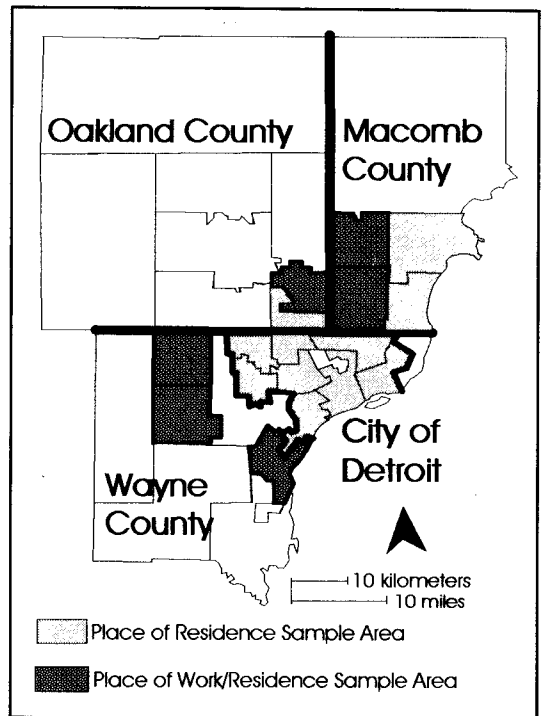 Oakland County
Macomb
County
City of
Detroit
Wayne
County
10 kilometers
10 miles
Place of Residence Sample Area
Place of Work/Residence Sample Area